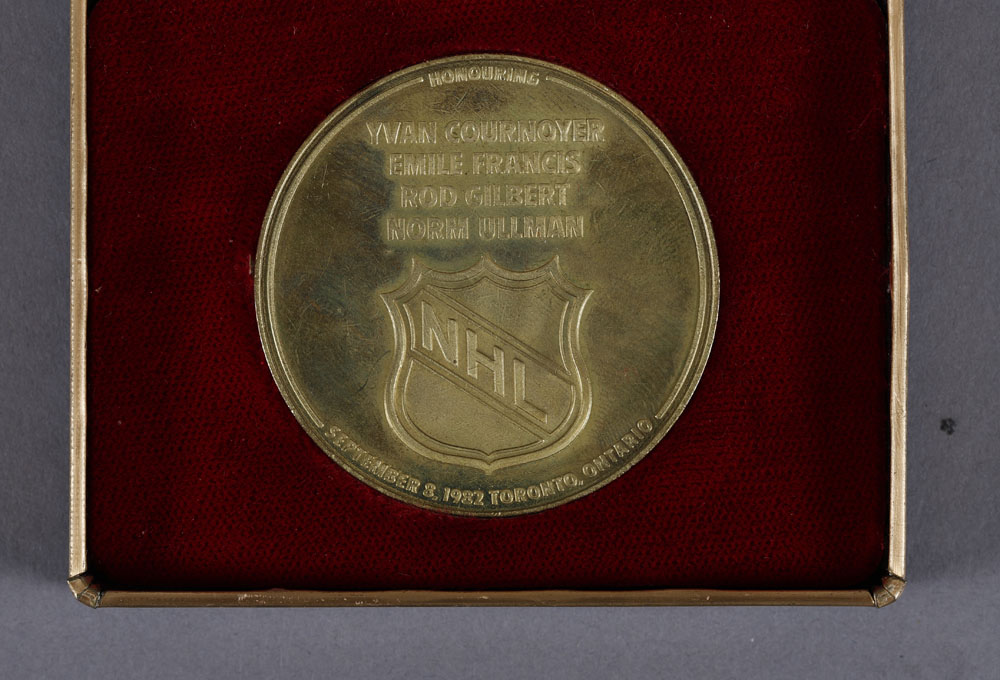 HONOURING
YVAN COURNOYER
EMILE FRANCIS
ROD GILBERT
NORM ULLMAN
NHL
SEPTEMBER 8, 1982 TORONTO, ONTARIO